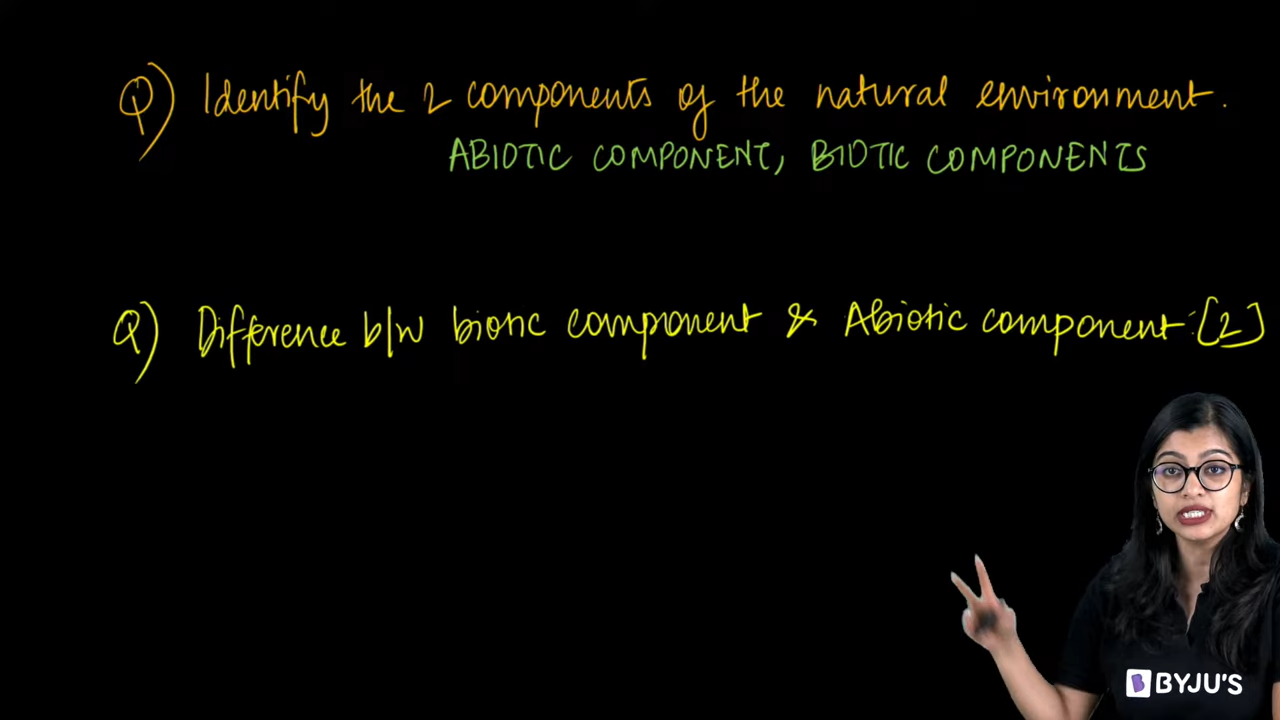 Q) Identify the 2 components of the natural environment.
ABIOTIC COMPONENT, BIOTIC COMPONENTS
Q) Difference b/w biotic component & Abiotic component: [2]
BYJU'S